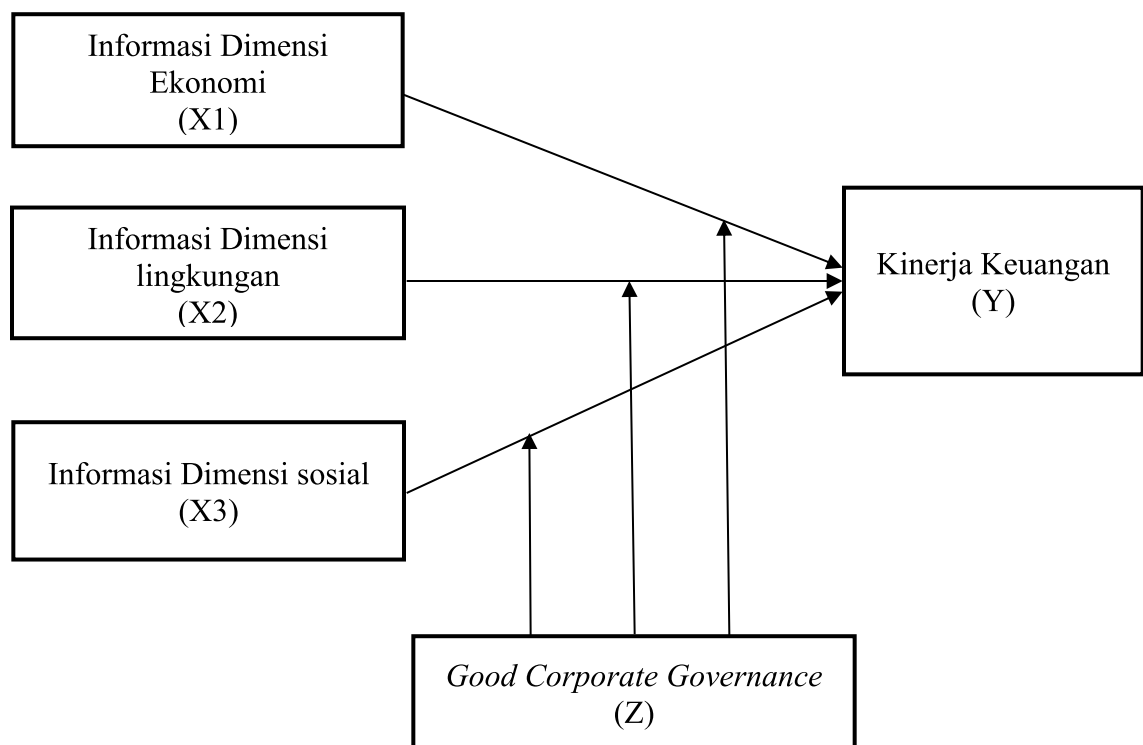 Informasi Dimensi
Ekonomi
(X1)
Informasi Dimensi
lingkungan
(X2)
Kinerja Keuangan
(Y)
Informasi Dimensi sosial
(X3)
Good Corporate Governance
(Z)